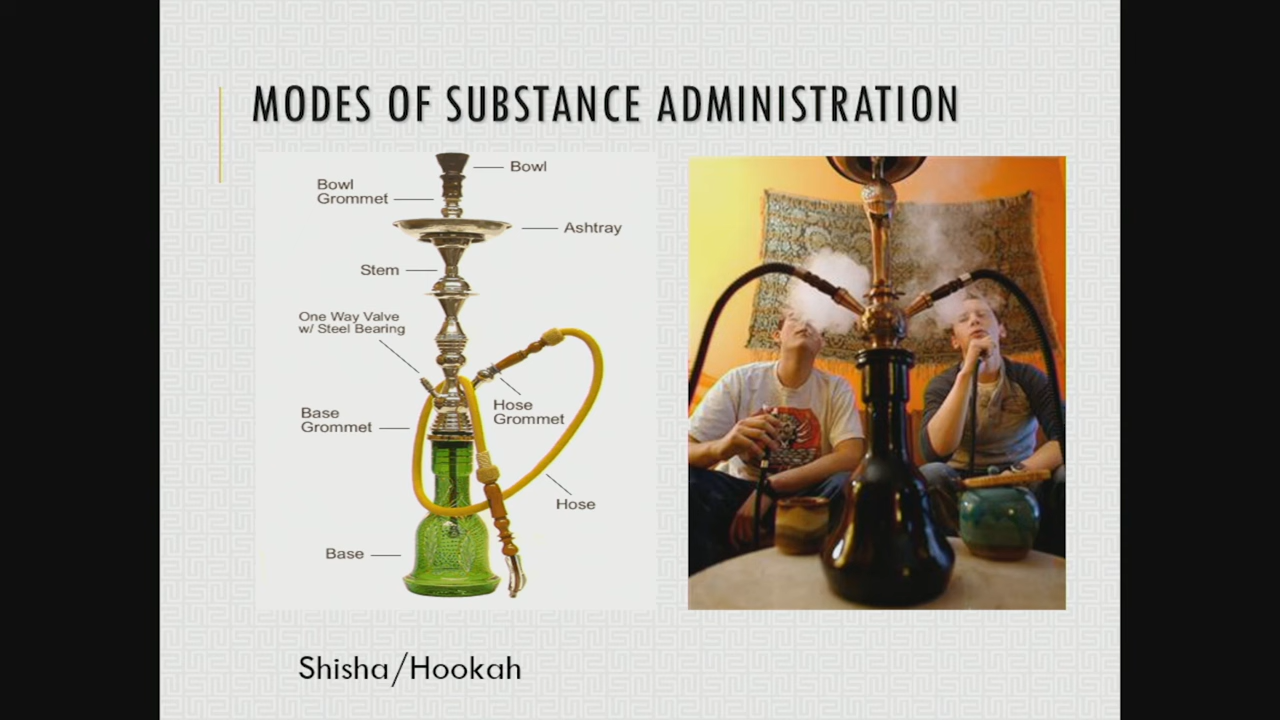 MODES OF SUBSTANCE ADMINISTRATION
Bowl
Bowl
Grommet
Ashtray
Stem
One Way Valve
w/ Steel Bearing
Hose
Grommet
Base
Grommet
Hose
Base
Shisha/Hookah